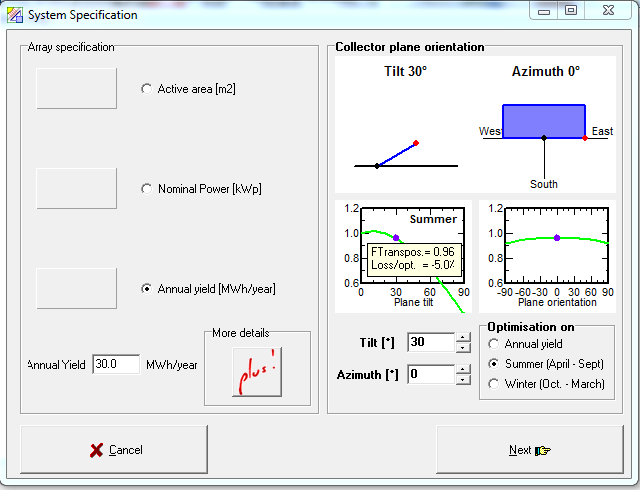 System Specification
Array specification
Active area [m2]
Nominal Power [kWp]
Annual yield [MWh/year]
More details
plus!
Annual Yield 30.0 MWh/year
Cancel
Collector plane orientation
Tilt 30° Azimuth 0°
West East
South
1.2
1.0
0.8
0.6
Summer
FTranspos.= 0.96
Loss/opt. = -5.0%
0 30 60 90
Plane tilt
1.2
1.0
0.8
0.6
-90 -60 -30 0 30 60 90
Plane orientation
Tilt [°] 30
Azimuth [°] 0
Optimisation on
Annual yield
Summer (April - Sept)
Winter (Oct. - March)
Next